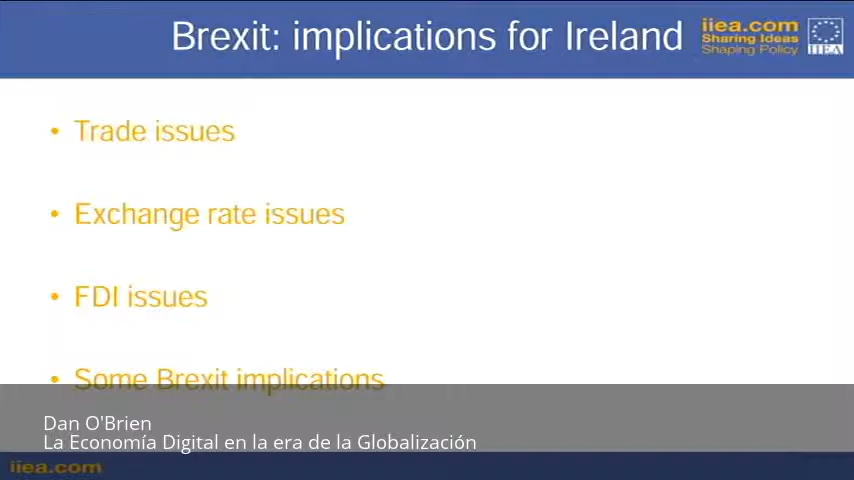 Brexit: implications for Ireland
iiea.com
Sharing Ideas
Shaping Policy
IIEA
• Trade issues
• Exchange rate issues
• FDI issues
• Some Brexit implications
Dan O'Brien
La Economía Digital en la era de la Globalización
iiea.com